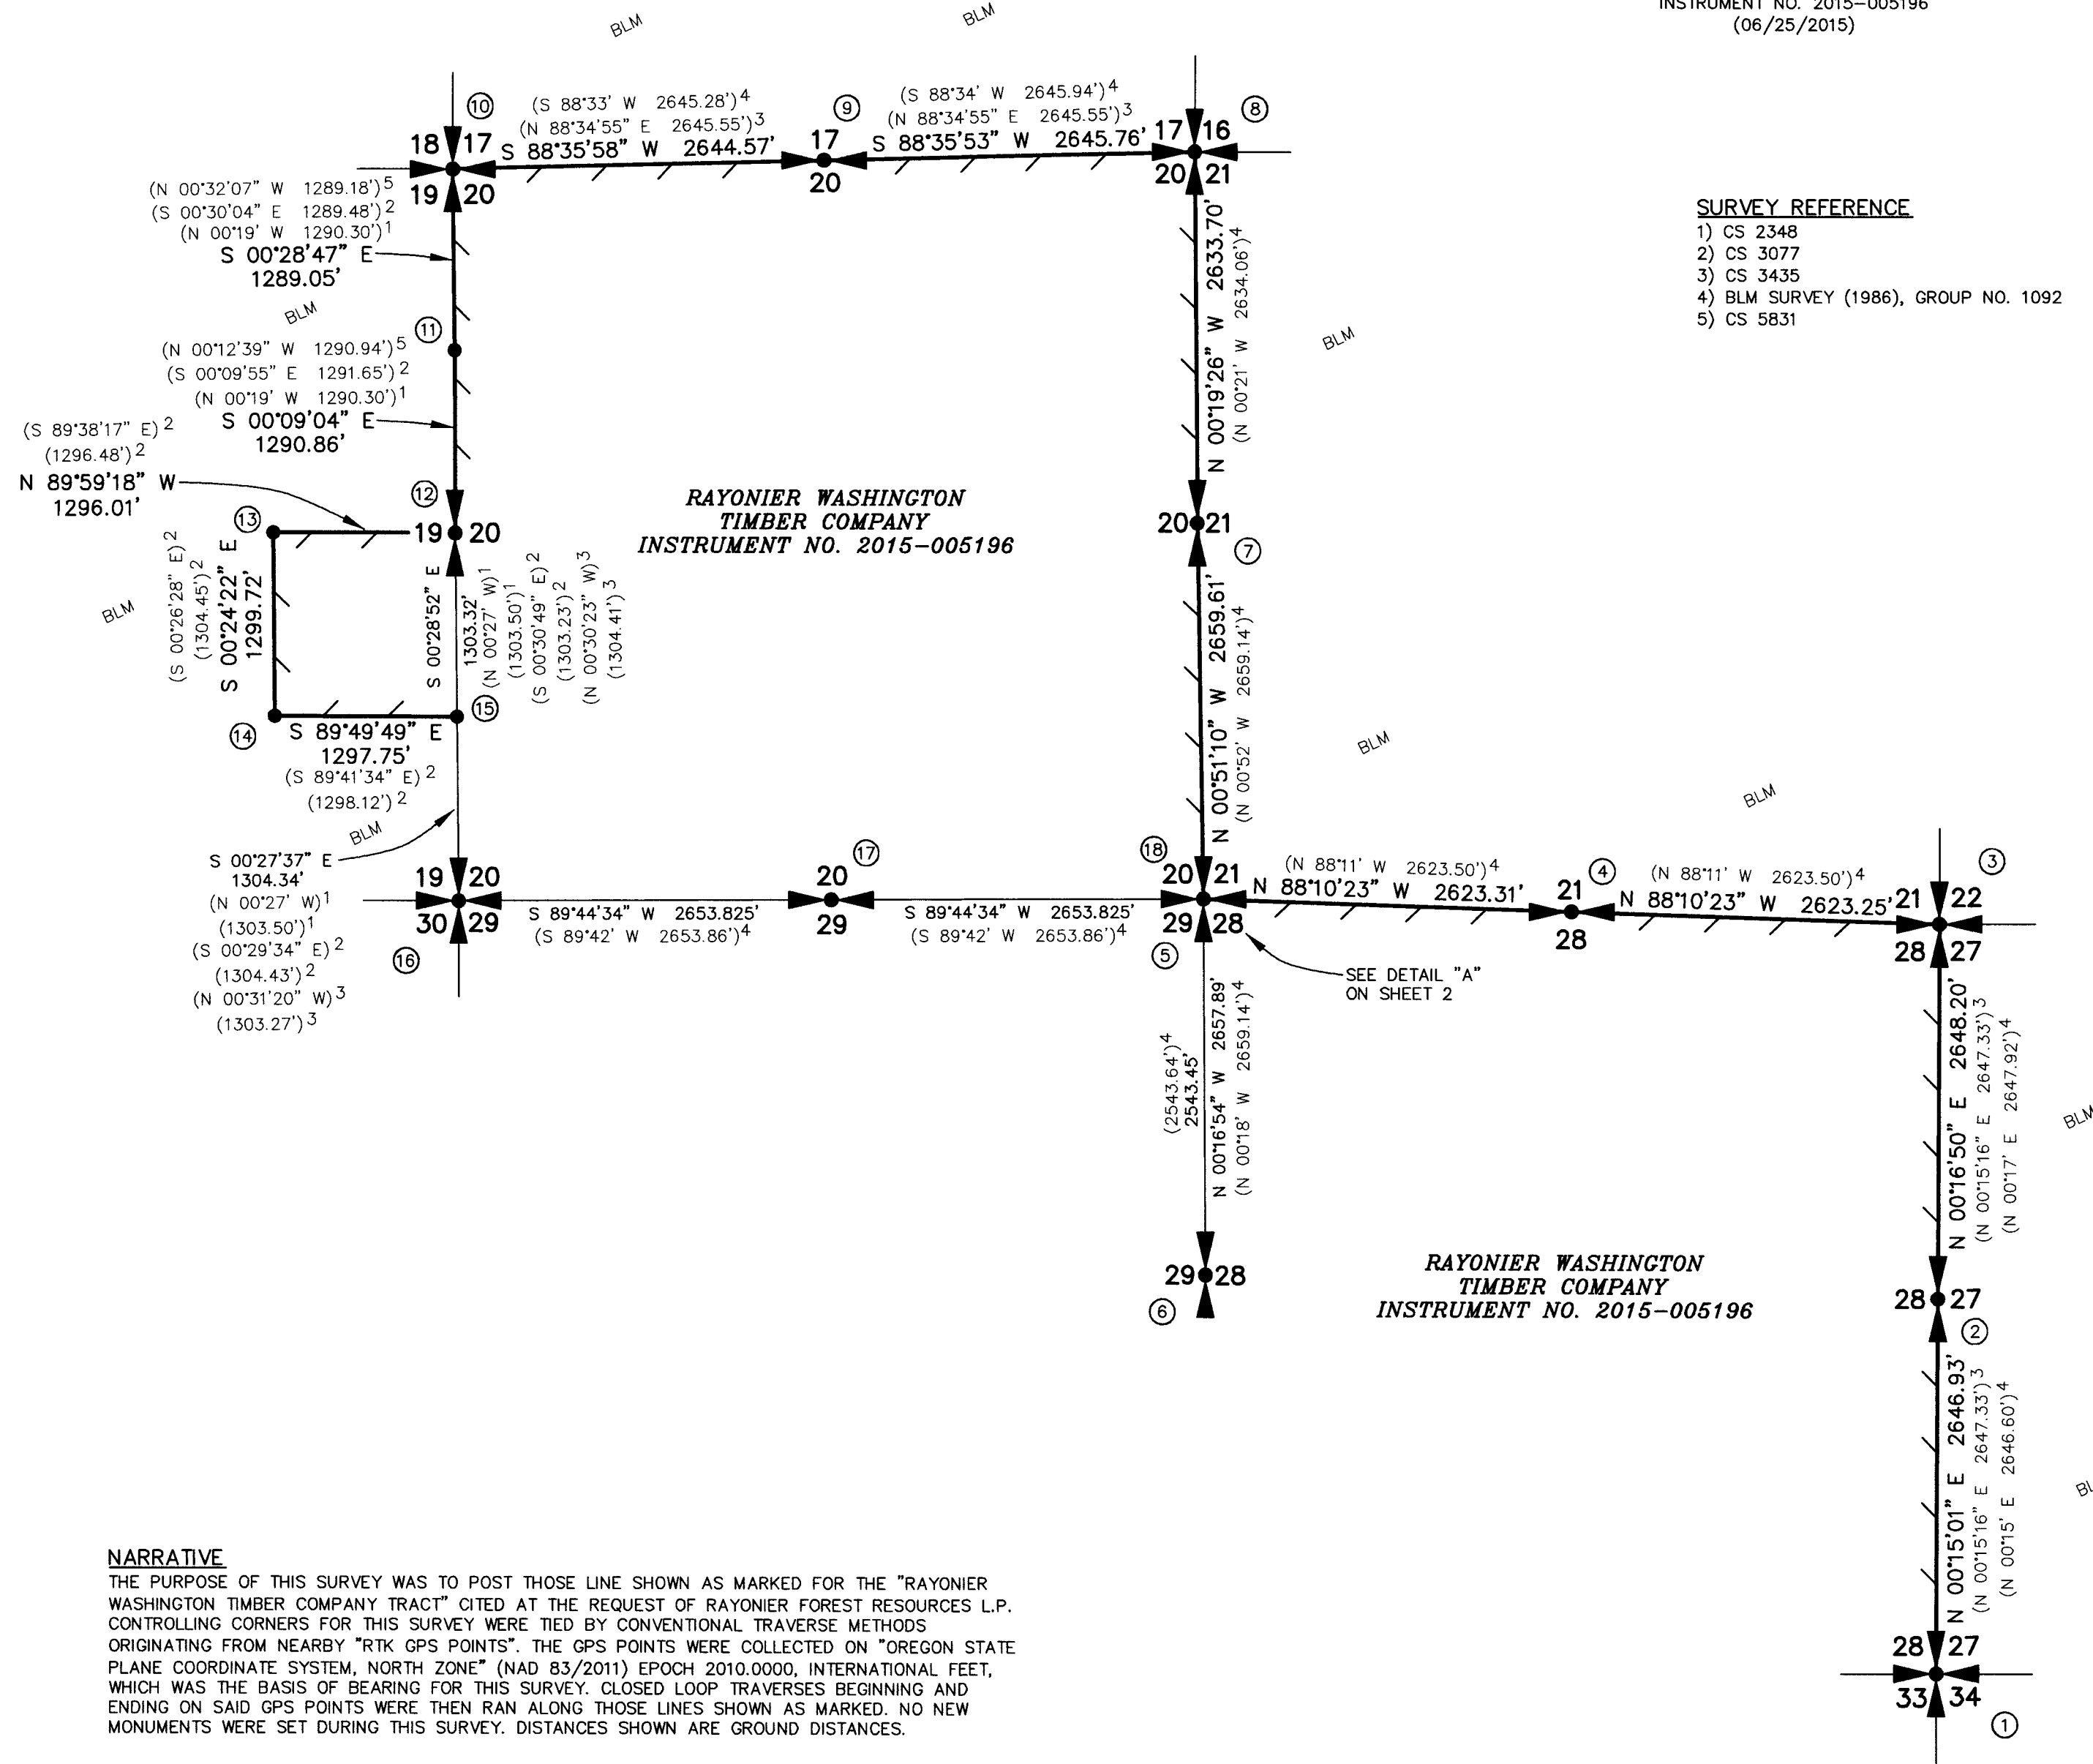 INSTRUMENT NO. 2015-005196
(06/25/2015)
BLM
BLM
10
(S 88°33' W 2645.28')4
(N 88°34'55" E 2645.55')3
S 88°35'58" W 2644.57'
9
(S 88°34' W 2645.94')4
(N 88°34'55" E 2645.55')3
S 88°35'53" W 2645.76'
8
18 17
19 20
17
20
17 16
20 21
SURVEY REFERENCE
1) CS 2348
2) CS 3077
3) CS 3435
4) BLM SURVEY (1986), GROUP NO. 1092
5) CS 5831
(N 00°32'07" W 1289.18')5
(S 00°30'04" E 1289.48')2
(N 00°19' W 1290.30')1
S 00°28'47" E
1289.05'
BLM
11
(N 00°12'39" W 1290.94')5
(S 00°09'55" E 1291.65')2
(N 00°19' W 1290.30')1
S 00°09'04" E
1290.86'
N 00°19'26" W 2633.70'
(N 00°21' W 2634.06')4
BLM
(S 89°38'17" E)2
(1296.48')2
N 89°59'18" W
1296.01'
12
13
19 20
RAYONIER WASHINGTON
TIMBER COMPANY
INSTRUMENT NO. 2015-005196
20 21
7
BLM
(S 00°26'28" E)2
(1304.45')2
S 00°24'22" E
1299.72'
S 00°28'52" E
1303.32'
(N 00°27' W)1
(1303.50')1
(S 00°30'49" E)2
(1303.23')2
(N 00°30'23" W)3
(1304.41')3
N 00°51'10" W 2659.61'
(N 00°52' W 2659.14')4
14
15
S 89°49'49" E
1297.75'
(S 89°41'34" E)2
(1298.12')2
BLM
BLM
BLM
S 00°27'37" E
1304.34'
(N 00°27' W)1
(1303.50')1
(S 00°29'34" E)2
(1304.43')2
(N 00°31'20" W)3
(1303.27')3
19 20
30 29
16
17
20
29
S 89°44'34" W 2653.825'
(S 89°42' W 2653.86')4
S 89°44'34" W 2653.825'
(S 89°42' W 2653.86')4
18
20 21
29 28
5
(N 88°11' W 2623.50')4
N 88°10'23" W 2623.31'
4
21
28
(N 88°11' W 2623.50')4
N 88°10'23" W 2623.25'
3
21 22
28 27
SEE DETAIL "A"
ON SHEET 2
(2543.64')4
2543.45'
N 00°16'54" W 2657.89'
(N 00°18' W 2659.14')4
29 28
6
N 00°16'50" E 2648.20'
(N 00°15'16" E 2647.33')3
(N 00°17' E 2647.92')4
BLM
RAYONIER WASHINGTON
TIMBER COMPANY
INSTRUMENT NO. 2015-005196
28 27
2
N 00°15'01" E 2646.93'
(N 00°15'16" E 2647.33')3
(N 00°15' E 2646.60')4
28 27
33 34
1
NARRATIVE
THE PURPOSE OF THIS SURVEY WAS TO POST THOSE LINE SHOWN AS MARKED FOR THE "RAYONIER
WASHINGTON TIMBER COMPANY TRACT" CITED AT THE REQUEST OF RAYONIER FOREST RESOURCES L.P.
CONTROLLING CORNERS FOR THIS SURVEY WERE TIED BY CONVENTIONAL TRAVERSE METHODS
ORIGINATING FROM NEARBY "RTK GPS POINTS". THE GPS POINTS WERE COLLECTED ON "OREGON STATE
PLANE COORDINATE SYSTEM, NORTH ZONE" (NAD 83/2011) EPOCH 2010.0000, INTERNATIONAL FEET,
WHICH WAS THE BASIS OF BEARING FOR THIS SURVEY. CLOSED LOOP TRAVERSES BEGINNING AND
ENDING ON SAID GPS POINTS WERE THEN RAN ALONG THOSE LINES SHOWN AS MARKED. NO NEW
MONUMENTS WERE SET DURING THIS SURVEY. DISTANCES SHOWN ARE GROUND DISTANCES.